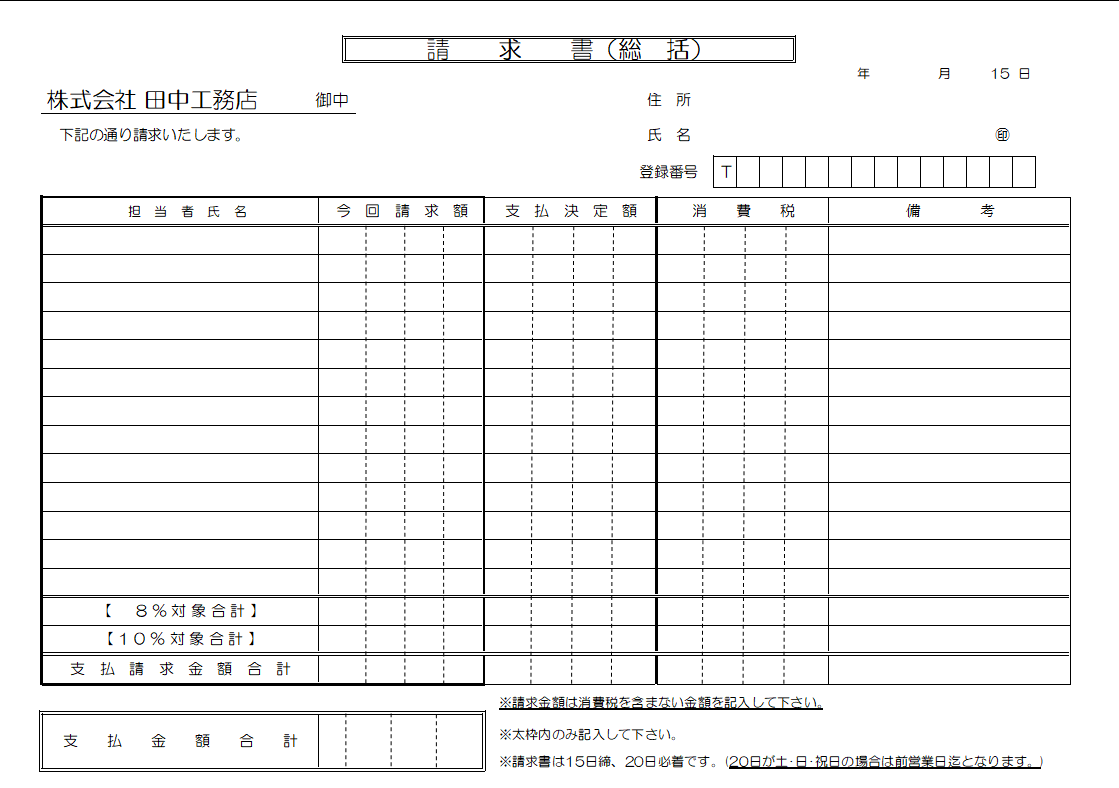 請求書（総括）
年 月 15 日
株式会社 田中工務店 御中
住所
下記の通り請求いたします。
氏名 ㊞
登録番号 T
担当者氏名 今回請求額 支払決定額 消費税 備考
【 8％対象合計】
【10％対象合計】
支払請求金額合計
※請求金額は消費税を含まない金額を記入して下さい。
支払金額合計
※太枠内のみ記入して下さい。
※請求書は15日締、20日必着です。(20日が土・日・祝日の場合は前営業日迄となります。)